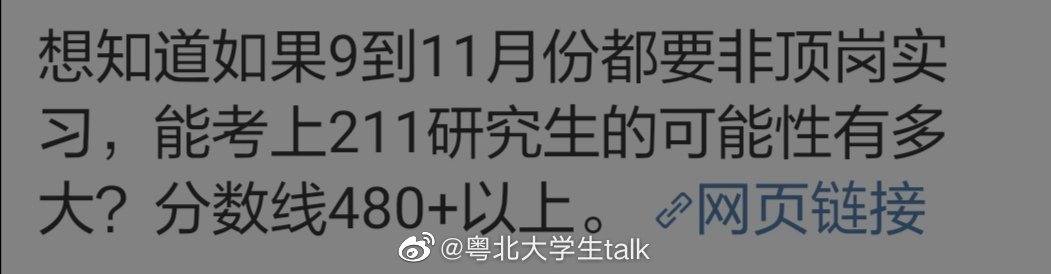 想知道如果9到11月份都要非顶岗实
习，能考上211研究生的可能性有多
大？分数线480+以上。网页链接
@粤北大学生talk